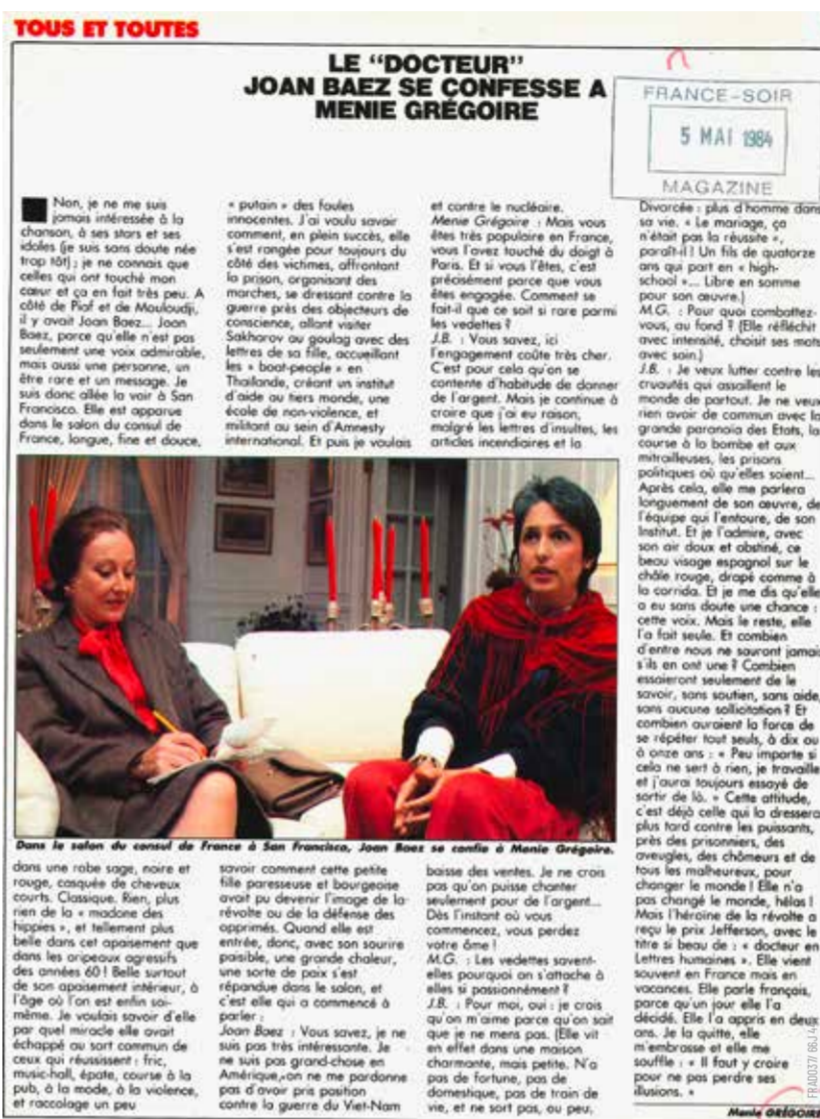 TOUS ET TOUTES
LE “DOCTEUR”
JOAN BAEZ SE CONFESSE A
MENIE GRÉGOIRE
FRANCE-SOIR
5 MAI 1984
MAGAZINE
Non, je ne me suis
jamais intéressée à la
chanson, à ses stars et ses
idoles (je suis sans doute née
trop tôt) ; je ne connais que
celles qui ont touché mon
cœur et ça en fait très peu. A
côté de Piaf et de Mouloudji,
il y avait Joan Baez... Joan
Baez, parce qu'elle n'est pas
seulement une voix admirable,
mais aussi une personne, un
être rare et un message. Je
suis donc allée la voir à San
Francisco. Elle est apparue
dans le salon du consul de
France, longue, fine et douce,
dans une robe sage, noire et
rouge, casquée de cheveux
courts. Classique. Rien, plus
rien de la « madone des
hippies », et tellement plus
belle dans cet apaisement que
dans les oripeaux agressifs
des années 60 ! Belle surtout
de son apaisement intérieur, à
l'âge où l'on est enfin soi-
même. Je voulais savoir d'elle
par quel miracle elle avait
échappé au sort commun de
ceux qui réussissent : fric,
music-hall, épate, course à la
pub, à la mode, à la violence,
et raccolage un peu
« putain » des foules
innocentes. J'ai voulu savoir
comment, en plein succès, elle
s'est rangée pour toujours du
côté des victimes, affrontant
la prison, organisant des
marches, se dressant contre la
guerre près des objecteurs de
conscience, allant visiter
Sakharov au goulag avec des
lettres de sa fille, accueillant
les « boat-people » en
Thaïlande, créant un institut
d'aide au tiers monde, une
école de non-violence, et
militant au sein d'Amnesty
international. Et puis je voulais
savoir comment cette petite
fille paresseuse et bourgeoise
avait pu devenir l'image de la
révolte ou de la défense des
opprimés. Quand elle est
entrée, donc, avec son sourire
paisible, une grande chaleur,
une sorte de paix s'est
répandue dans le salon, et
c'est elle qui a commencé à
parler :
Joan Baez : Vous savez, je ne
suis pas très intéressante. Je
ne suis pas grand-chose en
Amérique, on ne me pardonne
pas d'avoir pris position
contre la guerre du Viet-Nam
et contre le nucléaire.
Menie Grégoire : Mais vous
êtes très populaire en France,
vous l'avez touché du doigt à
Paris. Et si vous l'êtes, c'est
précisément parce que vous
êtes engagée. Comment se
fait-il que ce soit si rare parmi
les vedettes ?
J.B. : Vous savez, ici
l'engagement coûte très cher.
C'est pour cela qu'on se
contente d'habitude de donner
de l'argent. Mais je continue à
croire que j'ai eu raison,
malgré les lettres d'insultes, les
articles incendiaires et la
baisse des ventes. Je ne crois
pas qu'on puisse chanter
seulement pour de l'argent...
Dès l'instant où vous
commencez, vous perdez
votre âme !
M.G. : Les vedettes savent-
elles pourquoi on s'attache à
elles si passionnément ?
J.B. : Pour moi, oui : je crois
qu'on m'aime parce qu'on sait
que je ne mens pas. (Elle vit
en effet dans une maison
charmante, mais petite. N'a
pas de fortune, pas de
domestique, pas de train de
vie, et ne sort pas, ou peu.
Divorcée : plus d'homme dans
sa vie. « Le mariage, ça
n'était pas la réussite »,
paraît-il ! Un fils de quatorze
ans qui part en « high-
school »... Libre en somme
pour son œuvre.)
M.G. : Pour quoi combattez-
vous, au fond ? (Elle réfléchit
avec intensité, choisit ses mots
avec soin.)
J.B. : Je veux lutter contre les
cruautés qui assaillent le
monde de partout. Je ne veux
rien avoir de commun avec la
grande paranoïa des Etats, la
course à la bombe et aux
mitrailleuses, les prisons
politiques où qu'elles soient...
Après cela, elle me parlera
longuement de son œuvre, de
l'équipe qui l'entoure, de son
Institut. Et je l'admire, avec
son air doux et obstiné, ce
beau visage espagnol sur le
châle rouge, drapé comme à
la corrida. Et je me dis qu'elle
a eu sans doute une chance :
cette voix. Mais le reste, elle
l'a fait seule. Et combien
d'entre nous ne sauront jamais
s'ils en ont une ? Combien
essaieront seulement de le
savoir, sans soutien, sans aide,
sans aucune sollicitation ? Et
combien auraient la force de
se répéter tout seuls, à dix ou
à onze ans : « Peu importe si
cela ne sert à rien, je travaille
et j'aurai toujours essayé de
sortir de là. » Cette attitude,
c'est déjà celle qui la dressera
plus tard contre les puissants,
près des prisonniers, des
aveugles, des chômeurs et de
tous les malheureux, pour
changer le monde ! Elle n'a
pas changé le monde, hélas !
Mais l'héroïne de la révolte a
reçu le prix Jefferson, avec le
titre si beau de : « docteur en
Lettres humaines ». Elle vient
souvent en France mais en
vacances. Elle parle français,
parce qu'un jour elle l'a
décidé. Elle l'a appris en deux
ans. Je la quitte, elle
m'embrasse et elle me
souffle : « Il faut y croire
pour ne pas perdre ses
illusions. »
Menie GRÉGOIRE
Dans le salon du consul de France à San Francisco, Joan Baez se confie à Menie Grégoire.